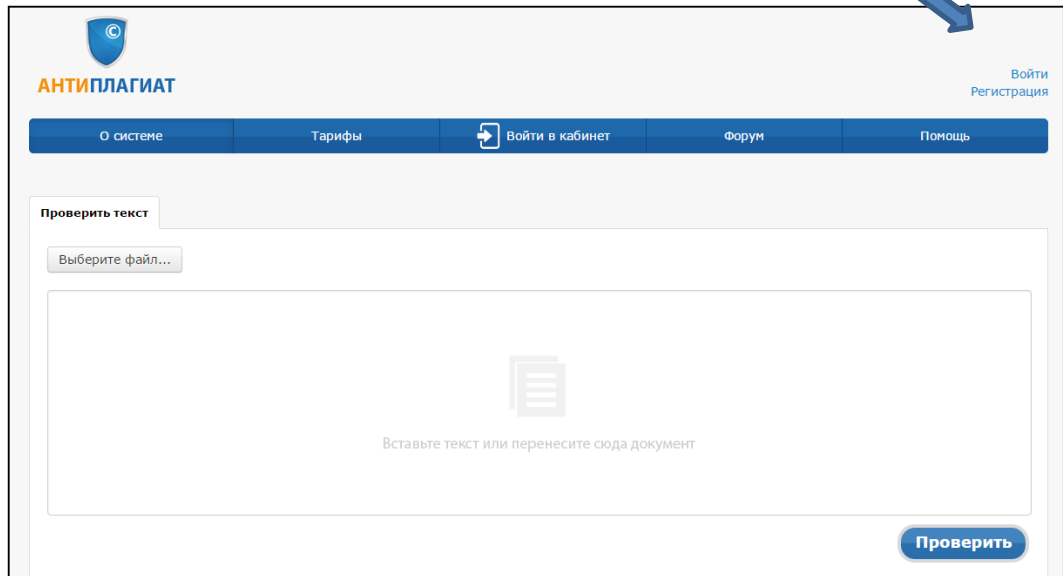 ©
АНТИПЛАГИАТ
Войти
Регистрация
О системе Тарифы Войти в кабинет Форум Помощь
Проверить текст
Выберите файл...
Вставьте текст или перенесите сюда документ
Проверить